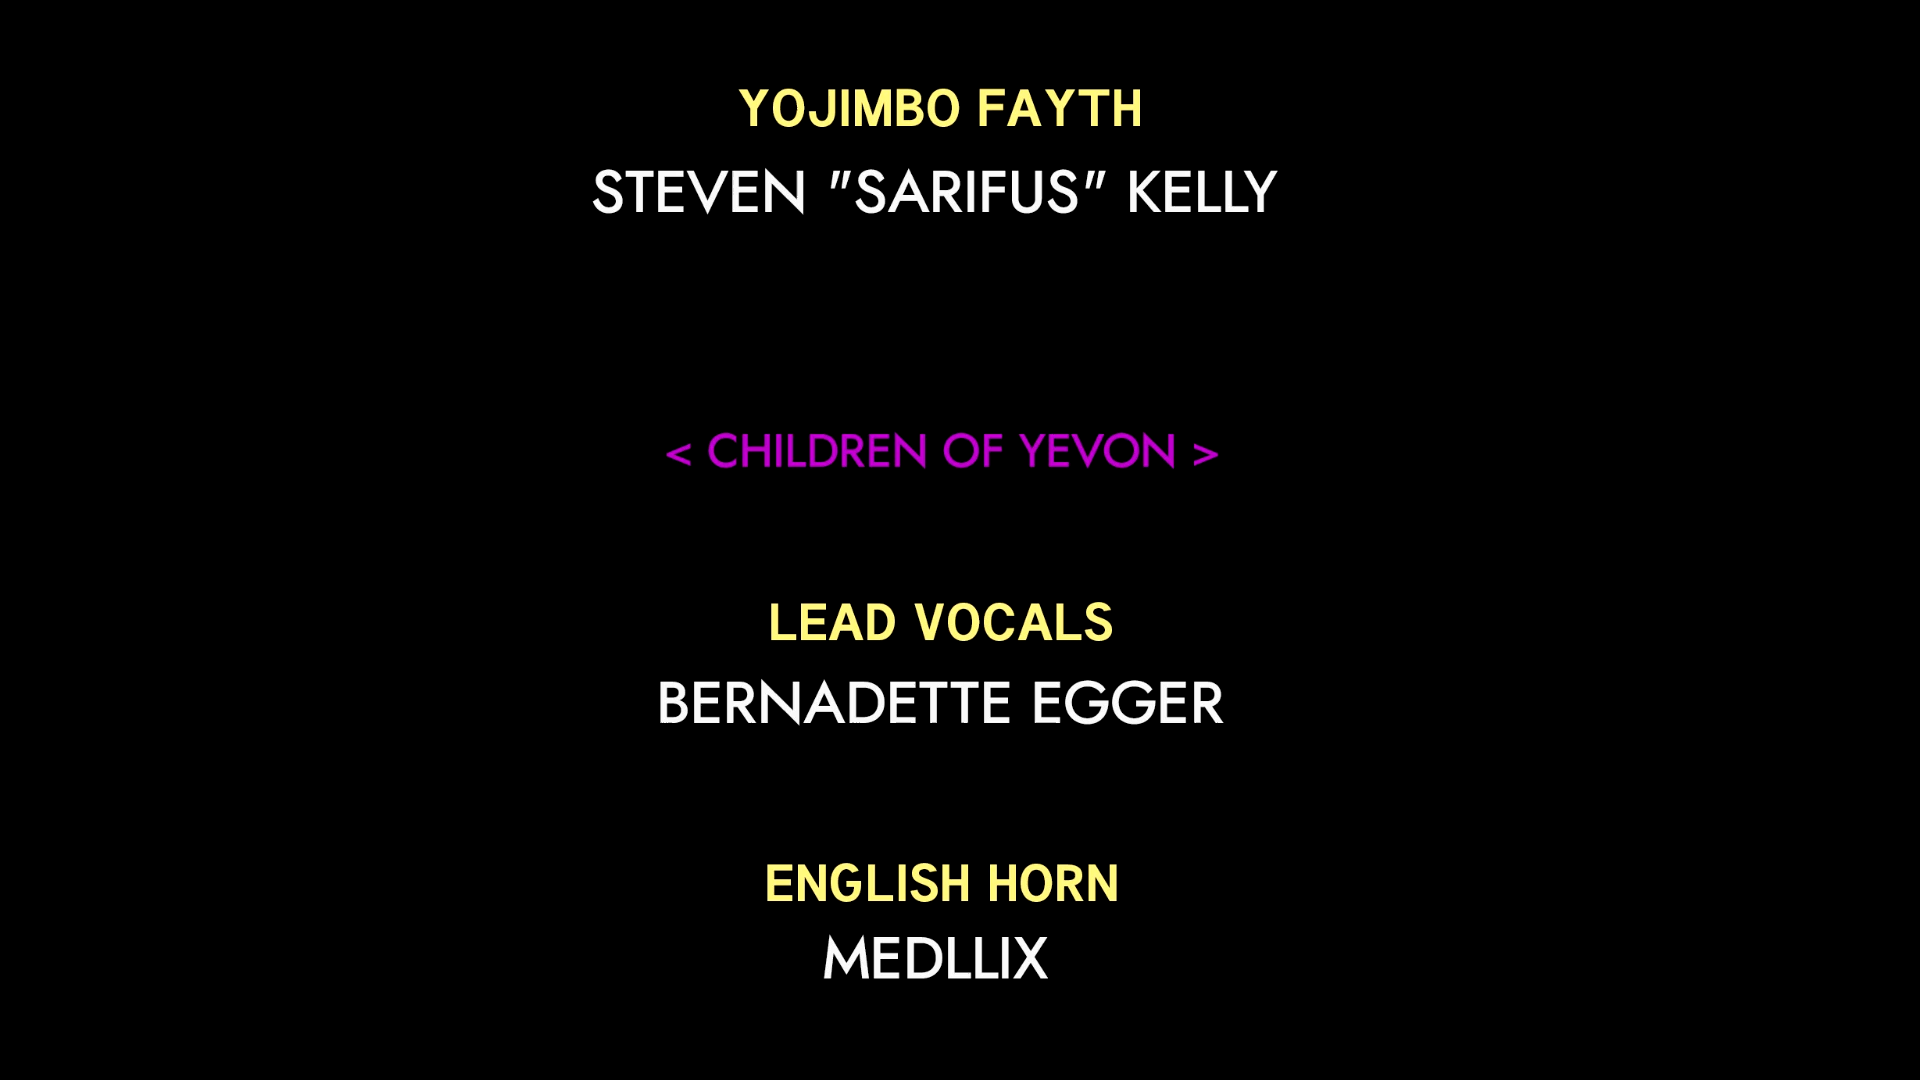 YOJIMBO FAYTH
STEVEN "SARIFUS" KELLY
< CHILDREN OF YEVON >
LEAD VOCALS
BERNADETTE EGGER
ENGLISH HORN
MEDLLIX